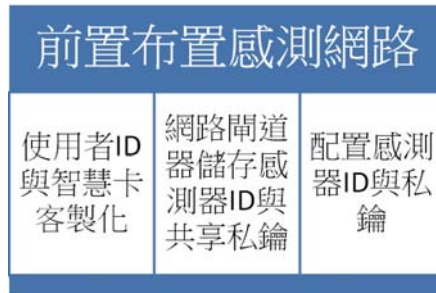 前置布置感測網路
使用者ID
與智慧卡
客製化
網路閘道
器儲存感
測器ID與
共享私鑰
配置感測
器ID與私
鑰